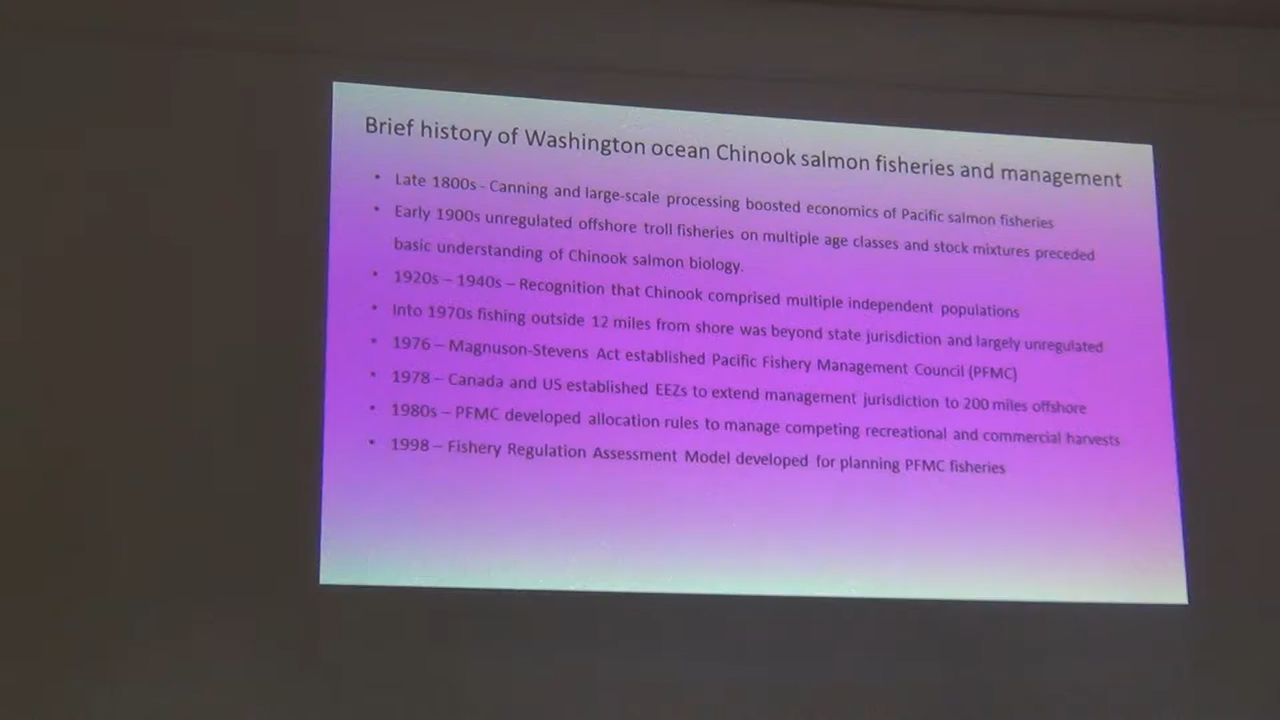 Brief history of Washington ocean Chinook salmon fisheries and management
• Late 1800s - Canning and large-scale processing boosted economics of Pacific salmon fisheries
• Early 1900s unregulated offshore troll fisheries on multiple age classes and stock mixtures preceded
basic understanding of Chinook salmon biology.
• 1920s – 1940s – Recognition that Chinook comprised multiple independent populations
• Into 1970s fishing outside 12 miles from shore was beyond state jurisdiction and largely unregulated
• 1976 – Magnuson-Stevens Act established Pacific Fishery Management Council (PFMC)
• 1978 – Canada and US established EEZs to extend management jurisdiction to 200 miles offshore
• 1980s – PFMC developed allocation rules to manage competing recreational and commercial harvests
• 1998 – Fishery Regulation Assessment Model developed for planning PFMC fisheries